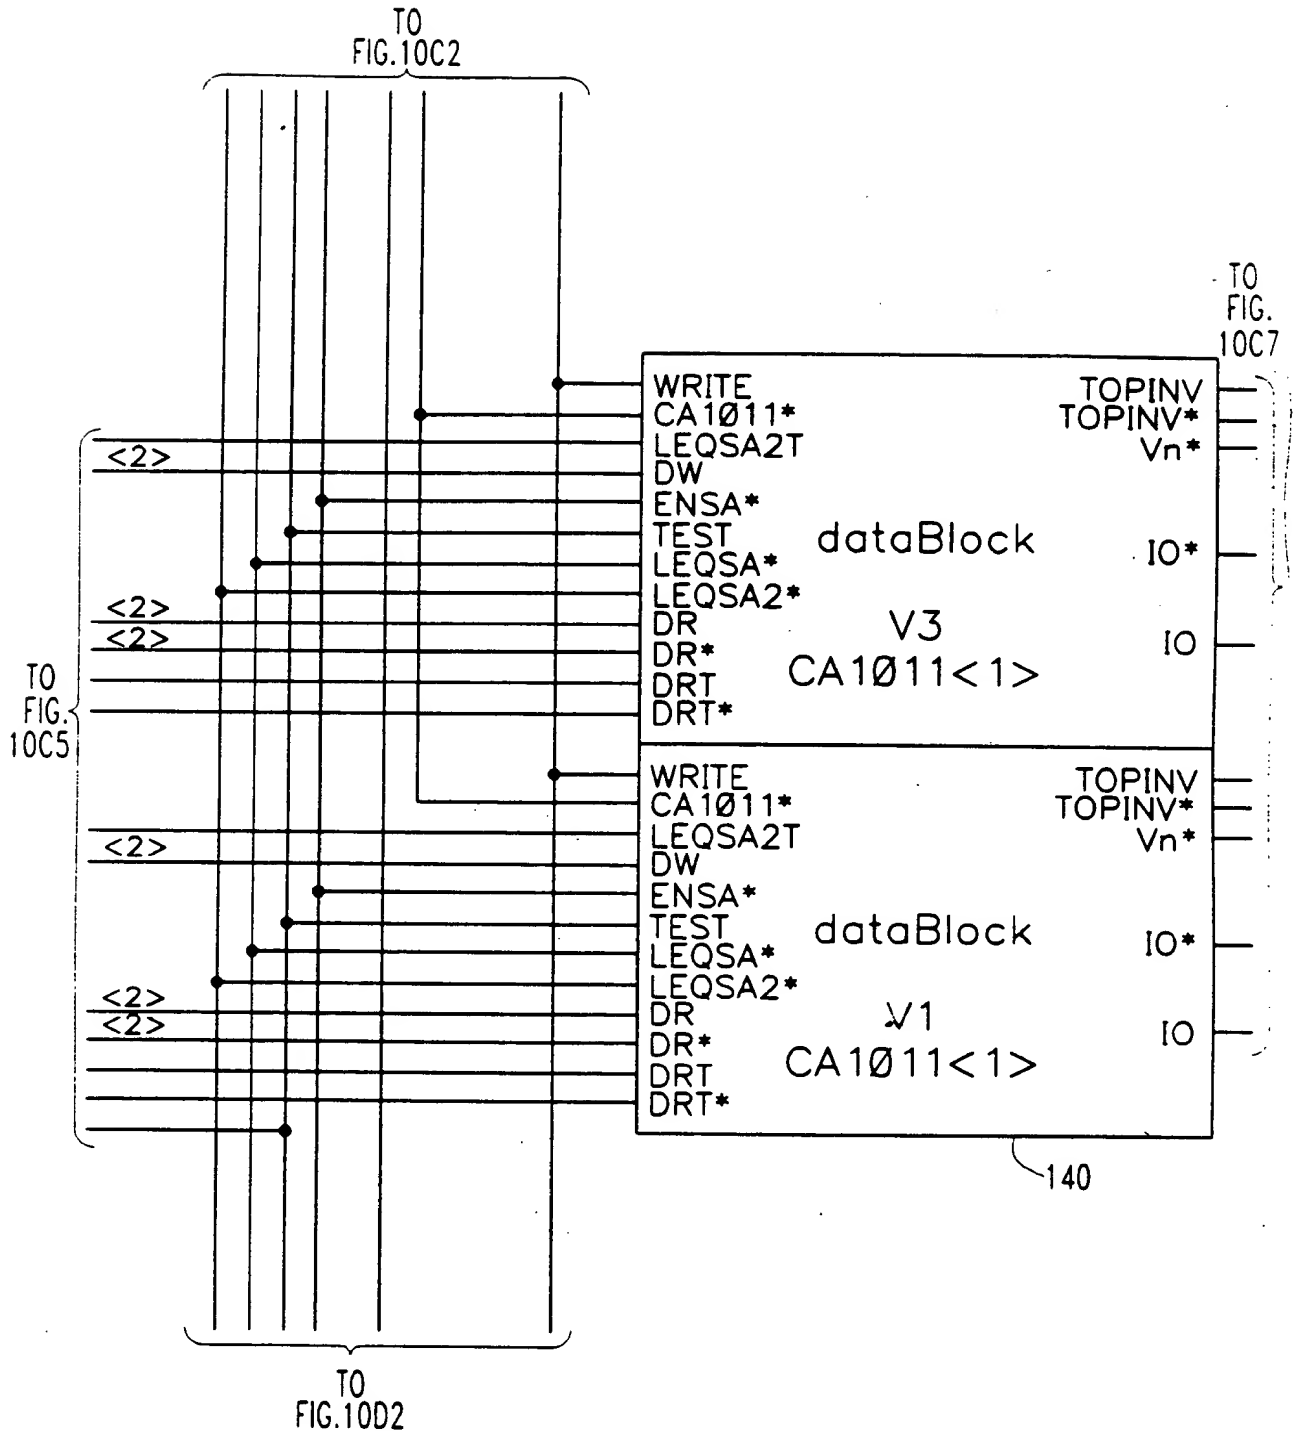 TO
FIG.10C2
TO
FIG.
10C7
WRITE
CA1Ø11*
LEQSA2T
<2>
DW
ENSA*
TEST
LEQSA*
LEQSA2*
<2>
DR
<2>
DR*
DRT
DRT*
dataBlock
V3
CA1Ø11<1>
TOPINV
TOPINV*
Vn*
IO*
IO
TO
FIG.
10C5
WRITE
CA1Ø11*
LEQSA2T
<2>
DW
ENSA*
TEST
LEQSA*
LEQSA2*
<2>
DR
<2>
DR*
DRT
DRT*
dataBlock
V1
CA1Ø11<1>
TOPINV
TOPINV*
Vn*
IO*
IO
140
TO
FIG.10D2